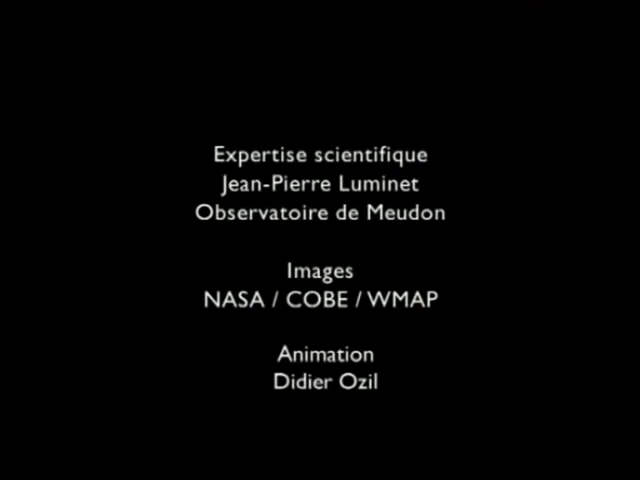 Expertise scientifique
Jean-Pierre Luminet
Observatoire de Meudon
Images
NASA / COBE / WMAP
Animation
Didier Ozil